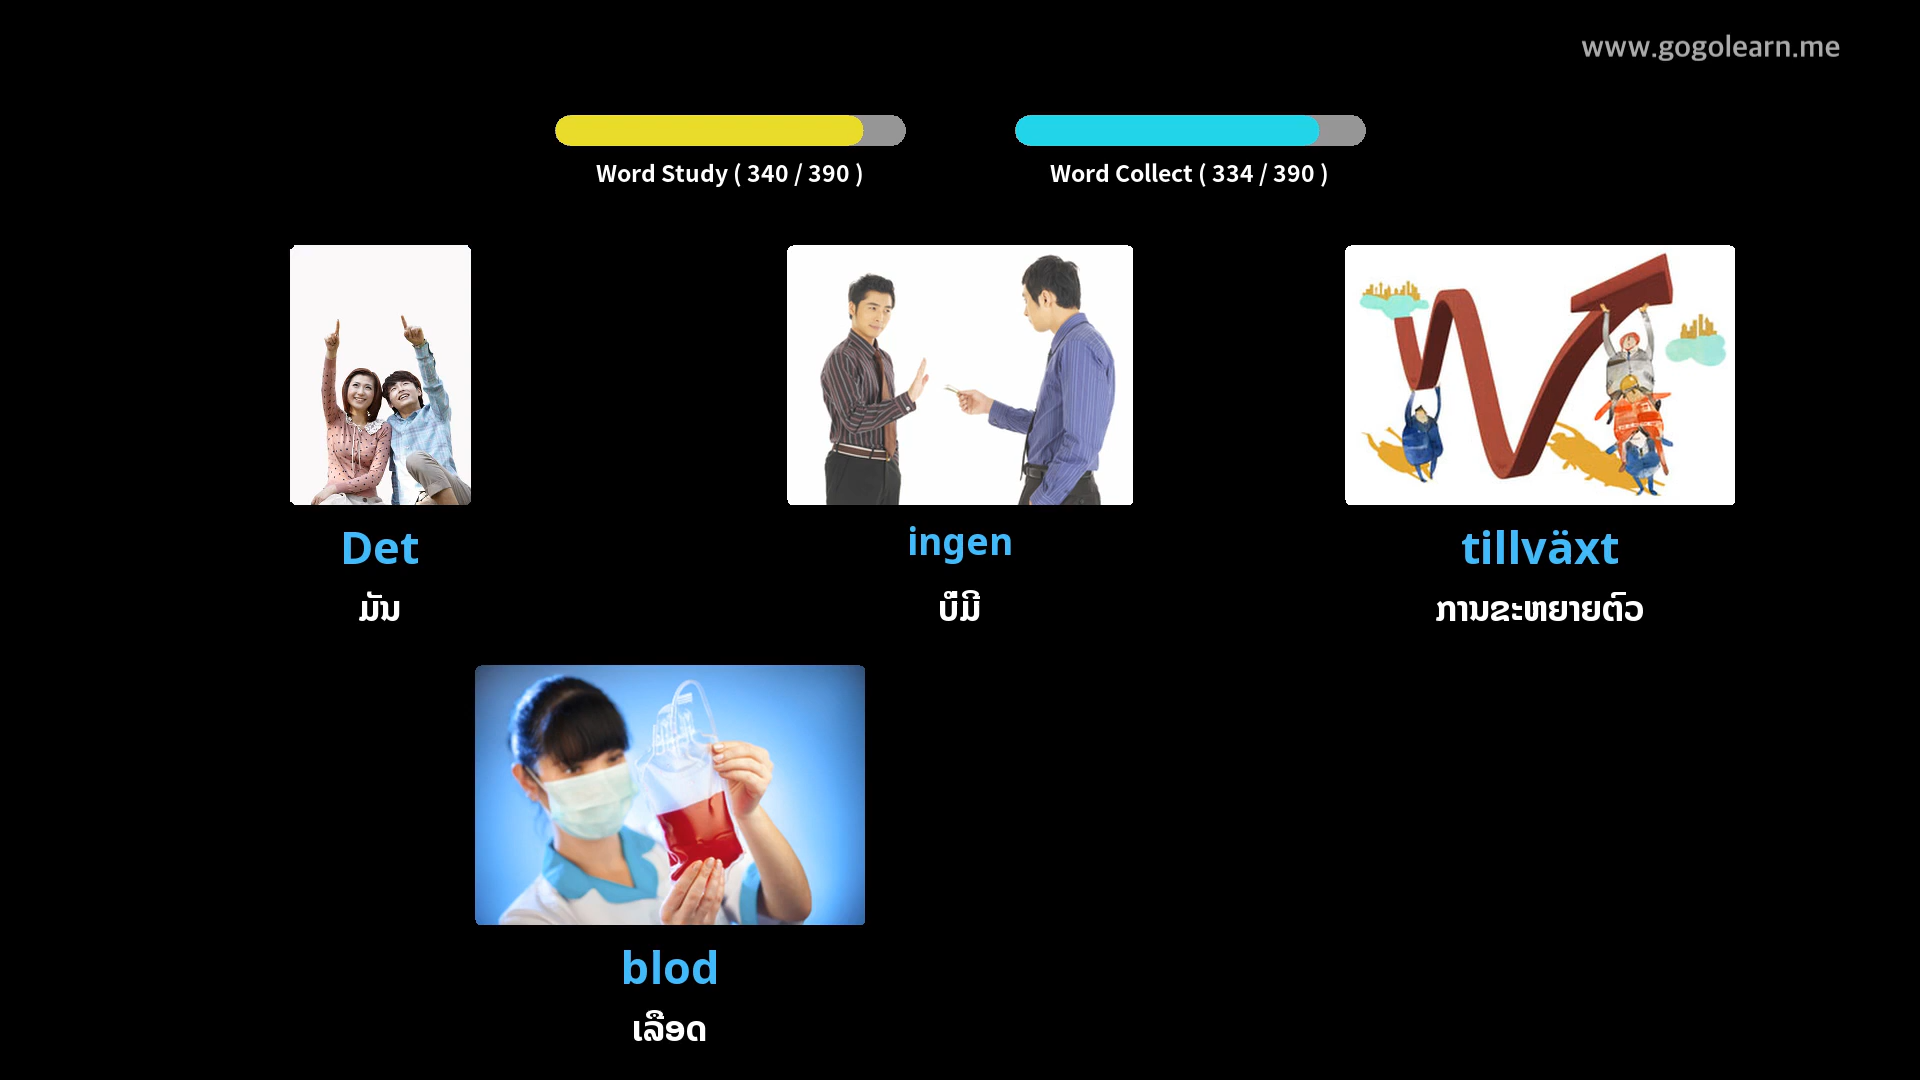 www.gogolearn.me
Word Study ( 340 / 390 )
Word Collect ( 334 / 390 )
Det
ingen
tillväxt
ມັນ
ບໍ່ມີ
ການຂະຫຍາຍຕົວ
blod
ເລືອດ